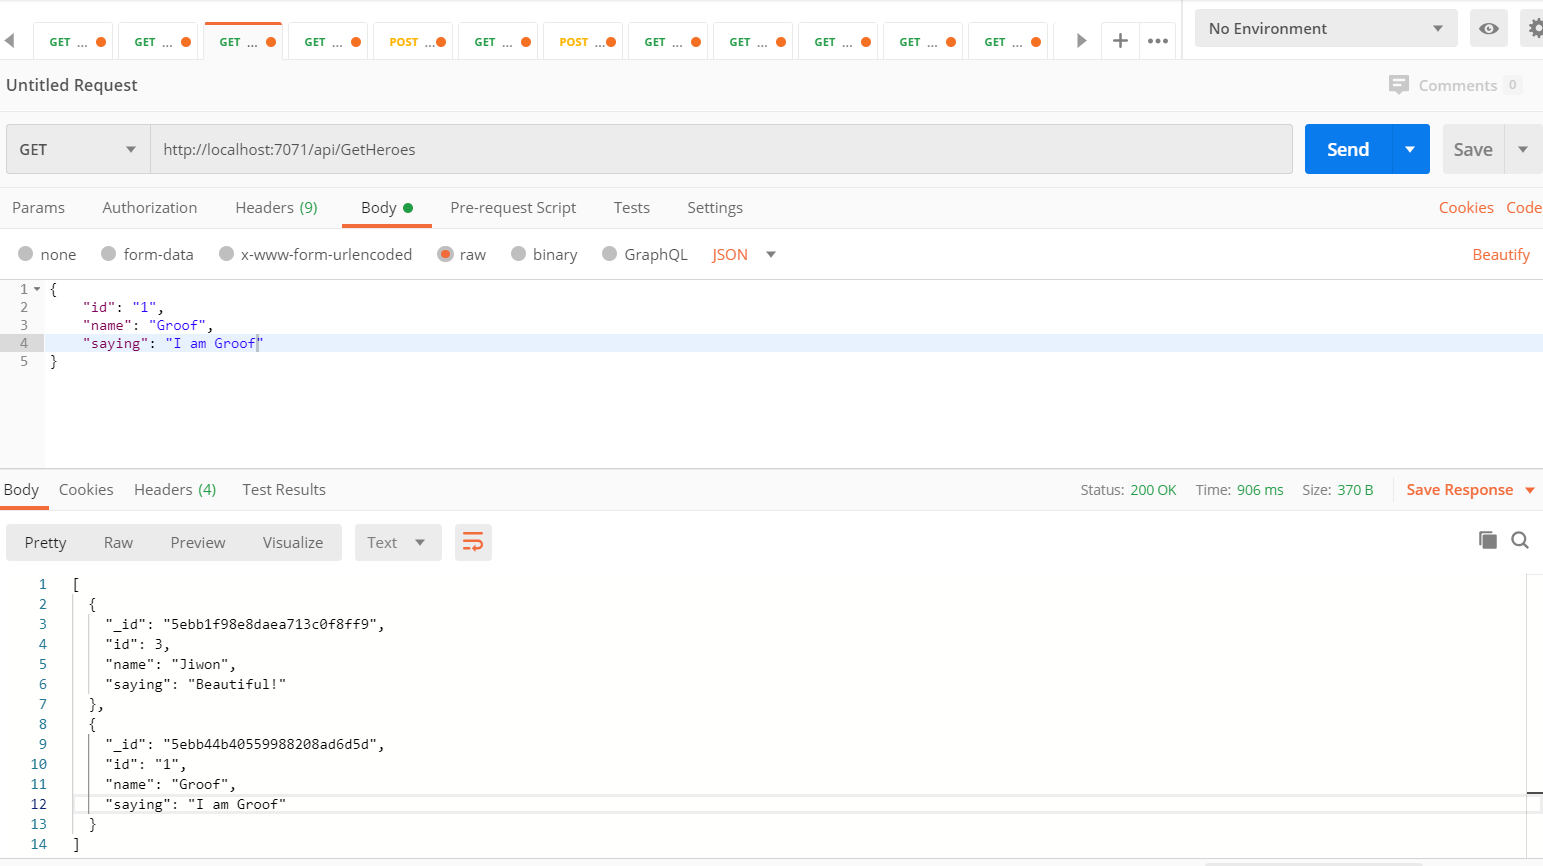 GET ... GET ... GET ... GET ... POST ... GET ... POST ... GET ... GET ... GET ... GET ... GET ... No Environment
Untitled Request Comments 0
GET http://localhost:7071/api/GetHeroes Send Save
Params Authorization Headers (9) Body Pre-request Script Tests Settings Cookies Code
none form-data x-www-form-urlencoded raw binary GraphQL JSON Beautify
1 {
2 "id": "1",
3 "name": "Groof",
4 "saying": "I am Groof"
5 }
Body Cookies Headers (4) Test Results Status: 200 OK Time: 906 ms Size: 370 B Save Response
Pretty Raw Preview Visualize Text
1 [
2 {
3 "_id": "5ebb1f98e8daea713c0f8ff9",
4 "id": 3,
5 "name": "Jiwon",
6 "saying": "Beautiful!"
7 },
8 {
9 "_id": "5ebb44b40559988208ad6d5d",
10 "id": "1",
11 "name": "Groof",
12 "saying": "I am Groof"
13 }
14 ]